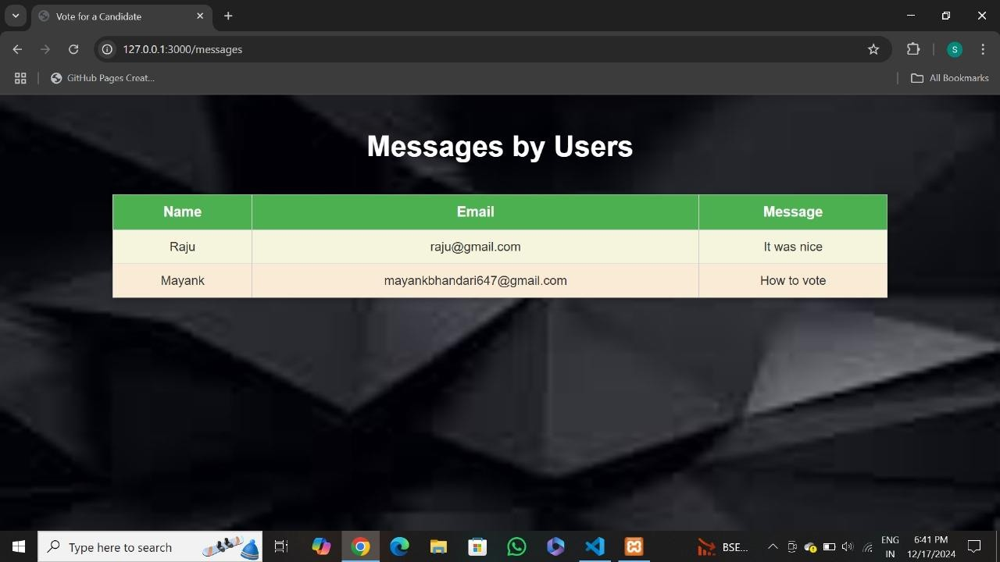 Vote for a Candidate
127.0.0.1:3000/messages
S
GitHub Pages Creat...
All Bookmarks
Messages by Users
Name Email Message
Raju raju@gmail.com It was nice
Mayank mayankbhandari647@gmail.com How to vote
Type here to search
BSE...
ENG
IN
6:41 PM
12/17/2024